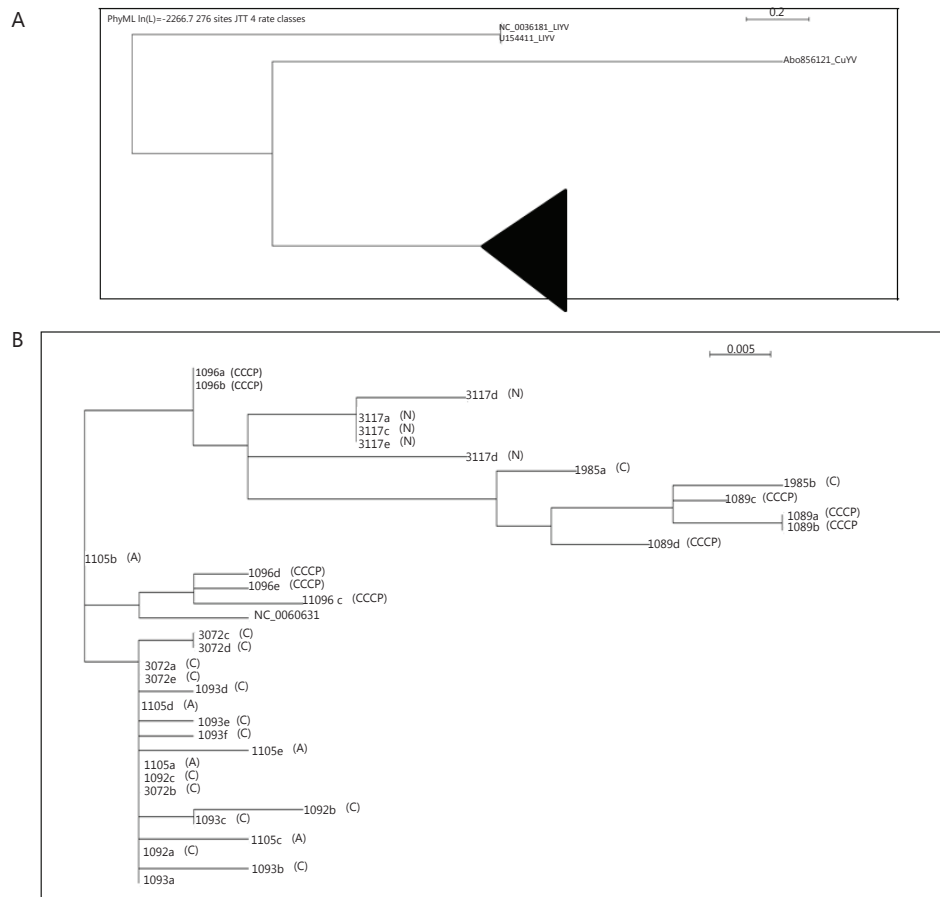 A
PhyML ln(L)=-2266.7 276 sites JTT 4 rate classes
0.2
NC_0036181_LIYV
U154411_LIYV
Abo856121_CuYV
B
0.005
1096a (CCCP)
1096b (CCCP)
3117d (N)
3117a (N)
3117c (N)
3117e (N)
3117d (N)
1985a (C)
1985b (C)
1089c (CCCP)
1089a (CCCP)
1089b (CCCP
1089d (CCCP)
1105b (A)
1096d (CCCP)
1096e (CCCP)
11096 c (CCCP)
NC_0060631
3072c (C)
3072d (C)
3072a (C)
3072e (C)
1093d (C)
1105d (A)
1093e (C)
1093f (C)
1105e (A)
1105a (A)
1092c (C)
3072b (C)
1092b (C)
1093c (C)
1105c (A)
1092a (C)
1093b (C)
1093a